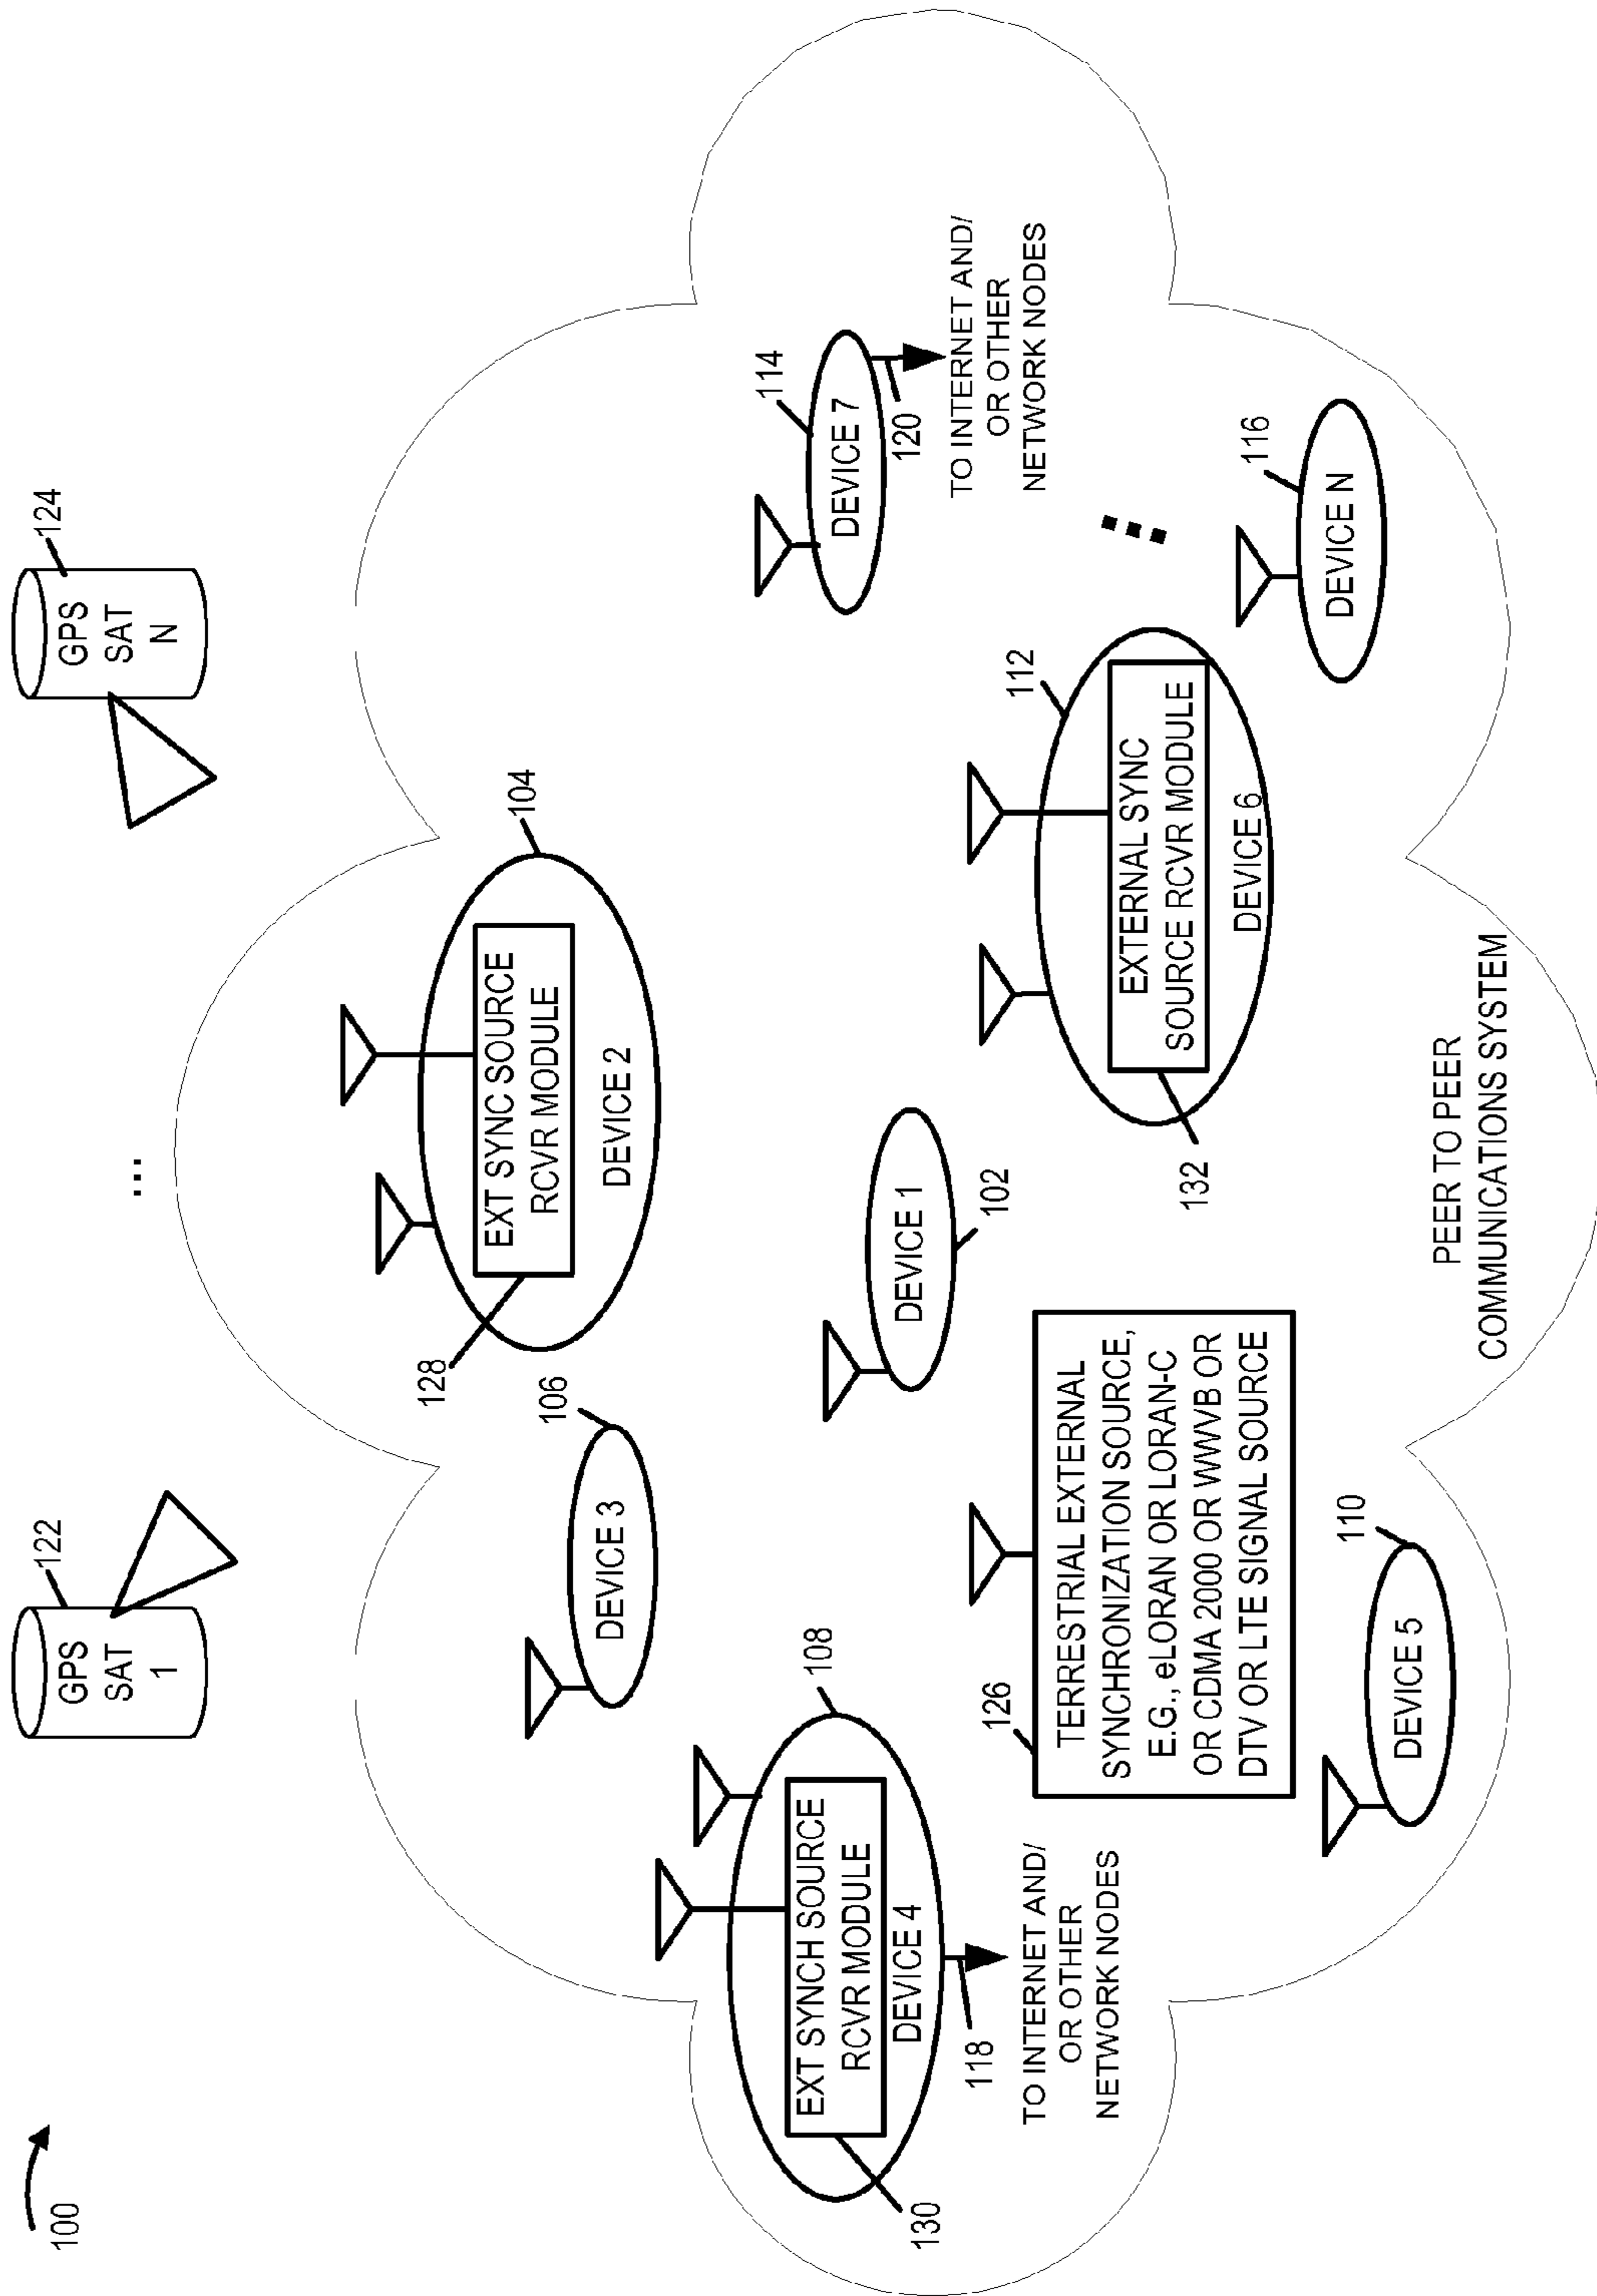 100
GPS
SAT
1
122
...
GPS
SAT
N
124
EXT SYNC SOURCE
RCVR MODULE
DEVICE 2
104
128
DEVICE 3
106
EXT SYNCH SOURCE
RCVR MODULE
DEVICE 4
108
130
118
TO INTERNET AND/
OR OTHER
NETWORK NODES
DEVICE 1
102
DEVICE 7
114
120
TO INTERNET AND/
OR OTHER
NETWORK NODES
126
TERRESTRIAL EXTERNAL
SYNCHRONIZATION SOURCE,
E.G., eLORAN OR LORAN-C
OR CDMA 2000 OR WWVB OR
DTV OR LTE SIGNAL SOURCE
EXTERNAL SYNC
SOURCE RCVR MODULE
DEVICE 6
112
132
DEVICE 5
110
DEVICE N
116
PEER TO PEER
COMMUNICATIONS SYSTEM